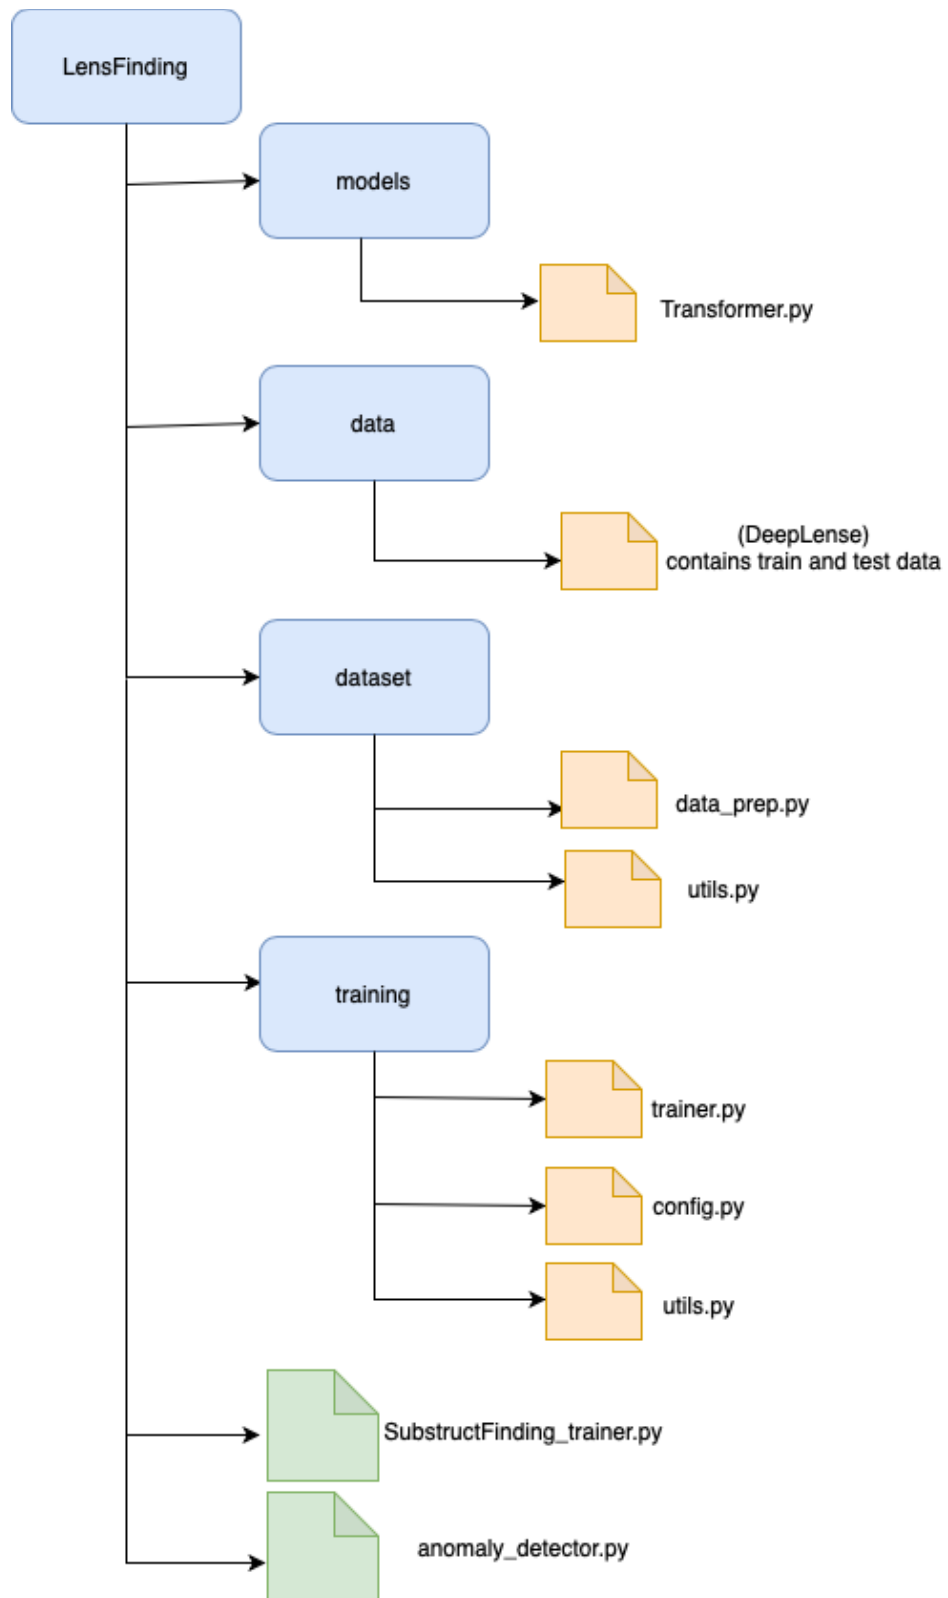 LensFinding
models
Transformer.py
data
(DeepLense)
contains train and test data
dataset
data_prep.py
utils.py
training
trainer.py
config.py
utils.py
SubstructFinding_trainer.py
anomaly_detector.py